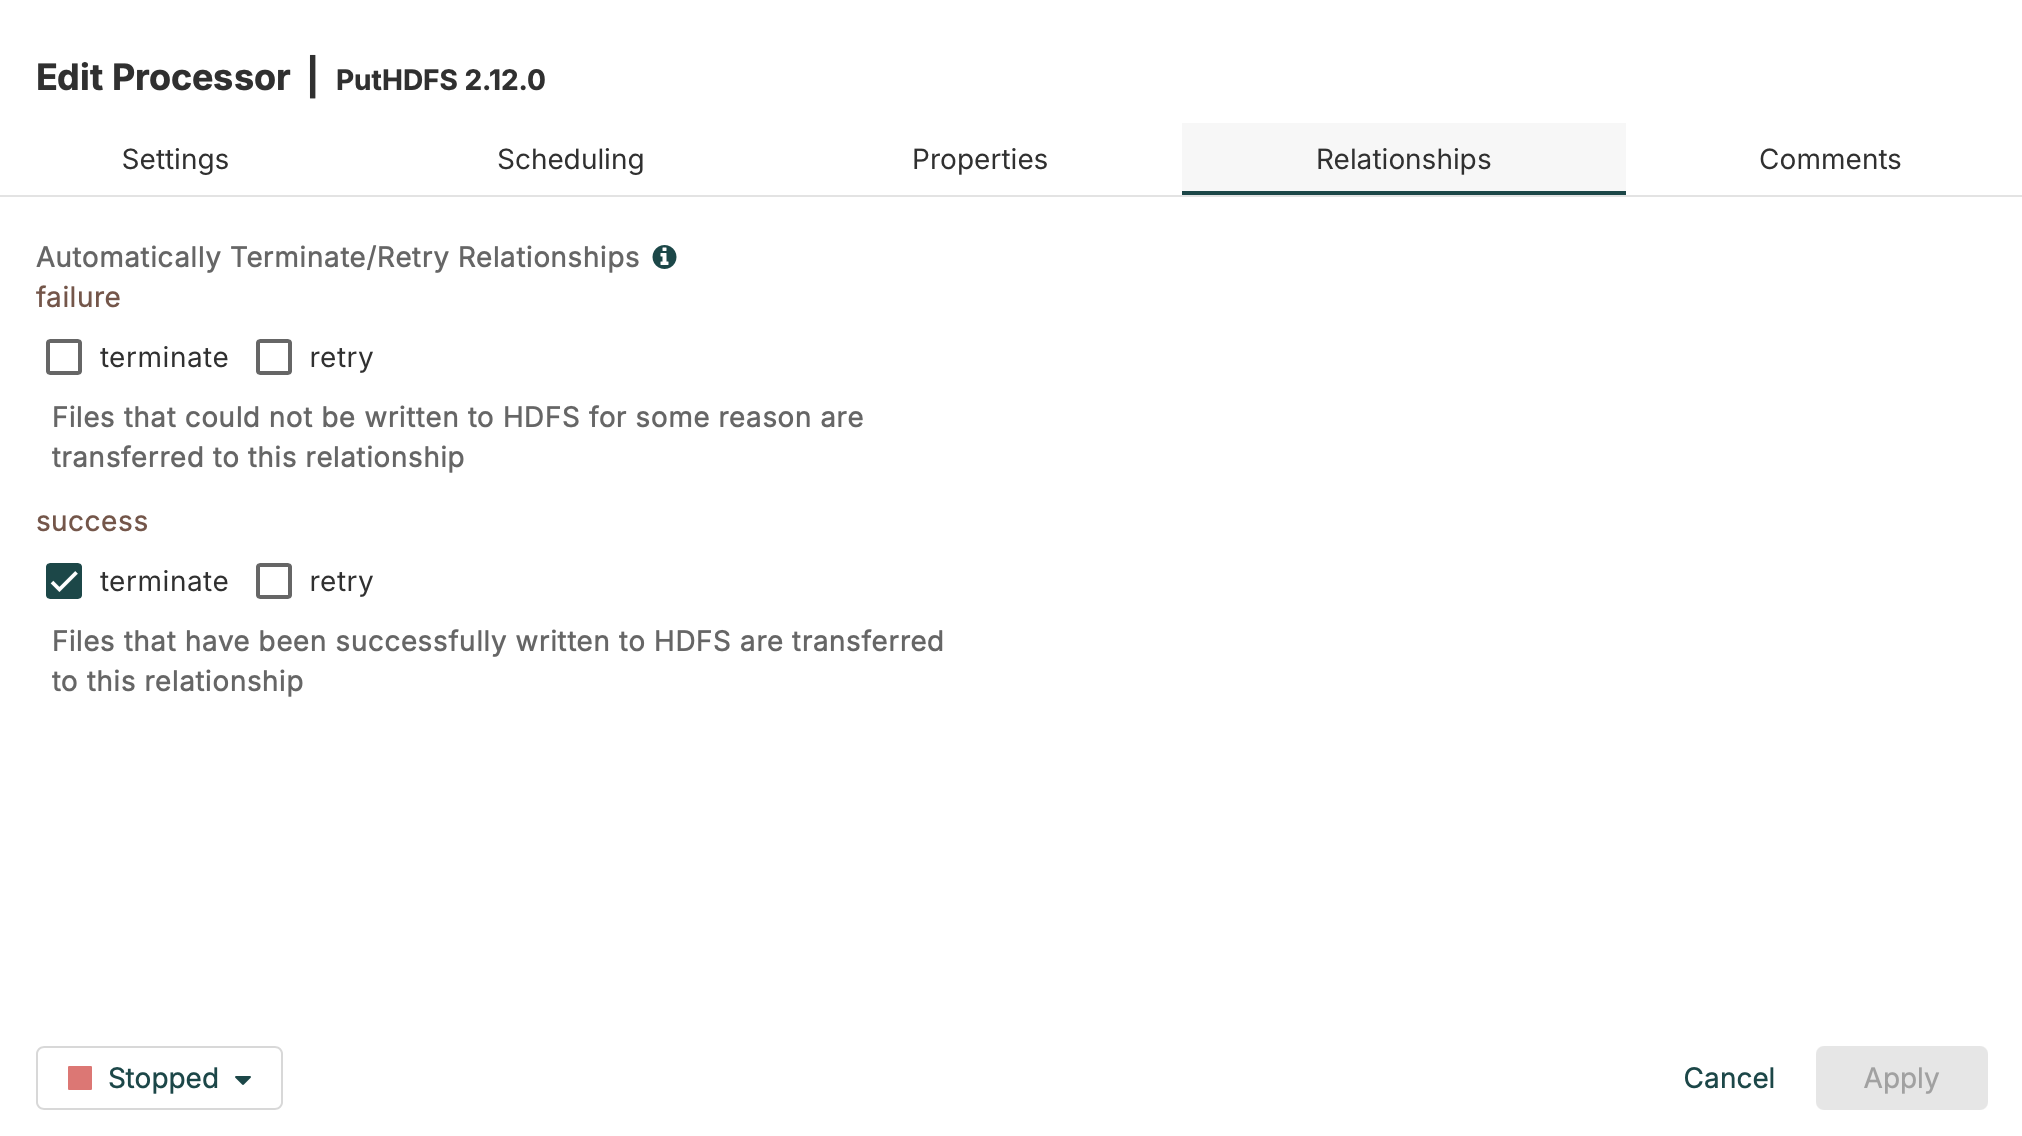 Edit Processor | PutHDFS 2.12.0
Settings Scheduling Properties Relationships Comments
Automatically Terminate/Retry Relationships
failure
terminate retry
Files that could not be written to HDFS for some reason are
transferred to this relationship
success
terminate retry
Files that have been successfully written to HDFS are transferred
to this relationship
Stopped Cancel Apply